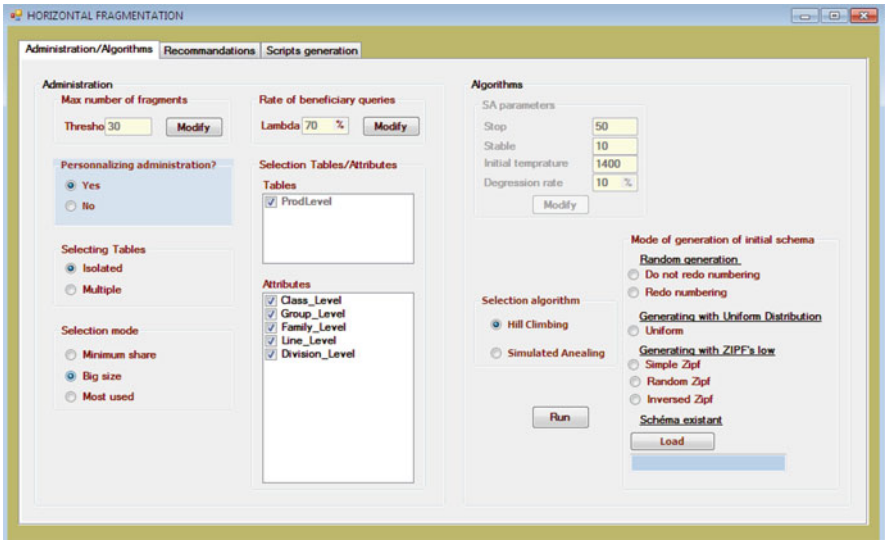 HORIZONTAL FRAGMENTATION
Administration/Algorithms Recommandations Scripts generation
Administration
Max number of fragments
Thresho 30 Modify
Rate of beneficiary queries
Lambda 70 % Modify
Personnalizing administration?
Yes
No
Selecting Tables
Isolated
Multiple
Selection mode
Minimum share
Big size
Most used
Selection Tables/Attributes
Tables
ProdLevel
Attributes
Class_Level
Group_Level
Family_Level
Line_Level
Division_Level
Algorithms
SA parameters
Stop 50
Stable 10
Initial temprature 1400
Degression rate 10 %
Modify
Selection algorithm
Hill Climbing
Simulated Anealing
Run
Mode of generation of initial schema
Random generation
Do not redo numbering
Redo numbering
Generating with Uniform Distribution
Uniform
Generating with ZIPF's low
Simple Zipf
Random Zipf
Inversed Zipf
Schéma existant
Load